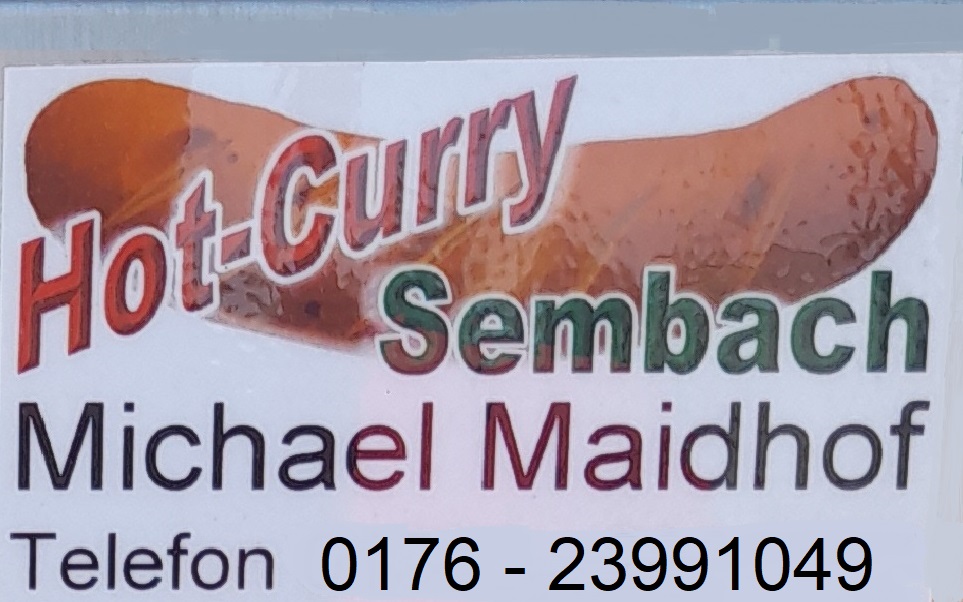 Hot-Curry
Sembach
Michael Maidhof
Telefon 0176 - 23991049